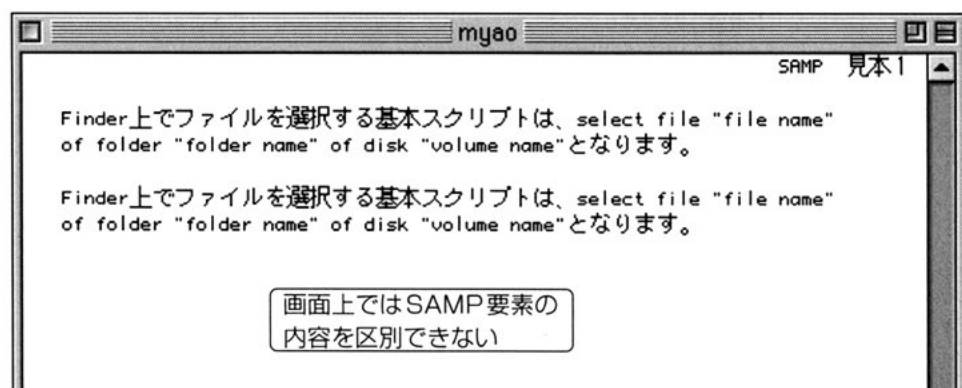 myao
SAMP 見本1
Finder上でファイルを選択する基本スクリプトは、select file "file name"
of folder "folder name" of disk "volume name"となります。
Finder上でファイルを選択する基本スクリプトは、select file "file name"
of folder "folder name" of disk "volume name"となります。
画面上ではSAMP要素の
内容を区別できない